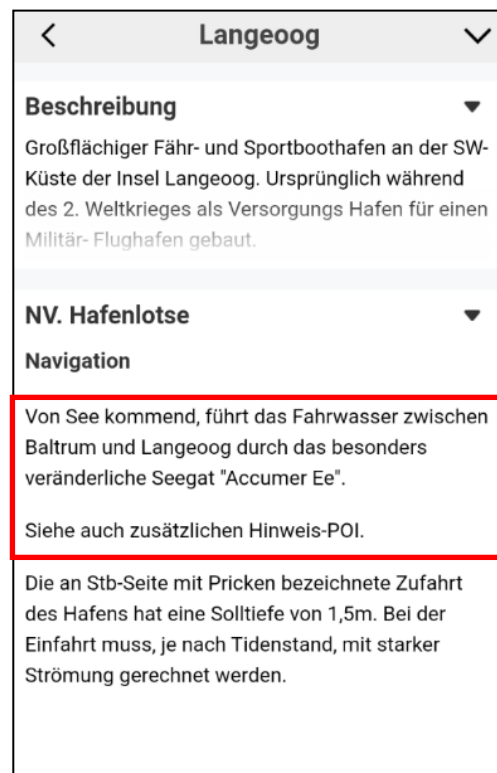 Langeoog
Beschreibung
Großflächiger Fähr- und Sportboothafen an der SW-
Küste der Insel Langeoog. Ursprünglich während
des 2. Weltkrieges als Versorgungs Hafen für einen
Militär- Flughafen gebaut.
NV. Hafenlotse
Navigation
Von See kommend, führt das Fahrwasser zwischen
Baltrum und Langeoog durch das besonders
veränderliche Seegat "Accumer Ee".
Siehe auch zusätzlichen Hinweis-POI.
Die an Stb-Seite mit Pricken bezeichnete Zufahrt
des Hafens hat eine Solltiefe von 1,5m. Bei der
Einfahrt muss, je nach Tidenstand, mit starker
Strömung gerechnet werden.